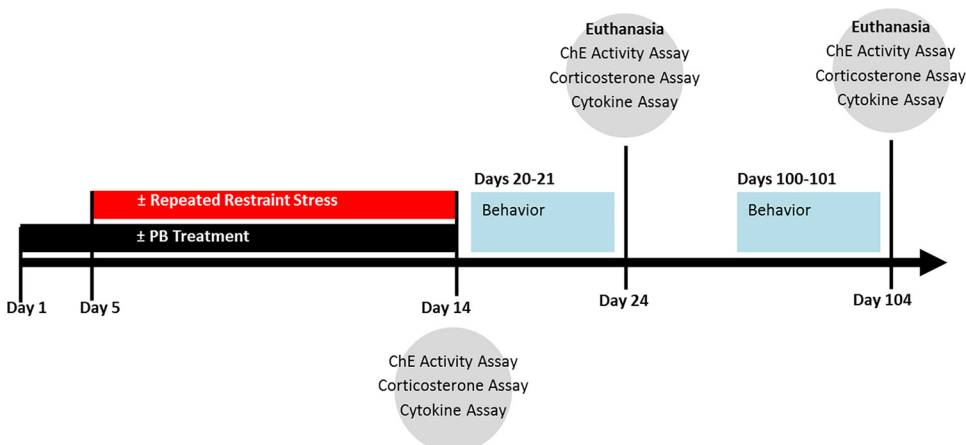 Euthanasia
ChE Activity Assay
Corticosterone Assay
Cytokine Assay
Euthanasia
ChE Activity Assay
Corticosterone Assay
Cytokine Assay
Days 20-21
Behavior
Days 100-101
Behavior
± Repeated Restraint Stress
± PB Treatment
Day 1
Day 5
Day 14
Day 24
Day 104
ChE Activity Assay
Corticosterone Assay
Cytokine Assay